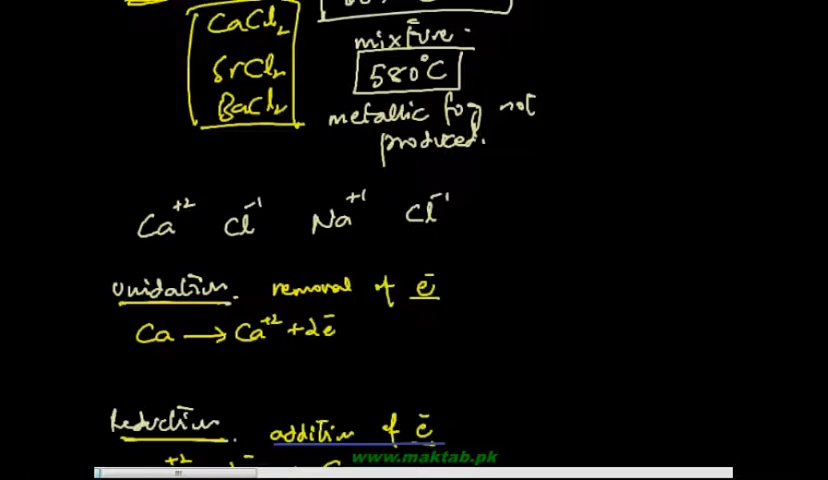 CaCl₂
SrCl₂
BaCl₂
mixture.
580°C
metallic fog not
produced.
Ca⁺² Cl⁻¹ Na⁺¹ Cl⁻¹
oxidation. removal of e⁻
Ca → Ca⁺² + 2e⁻
Reduction. addition of e⁻
www.maktab.pk